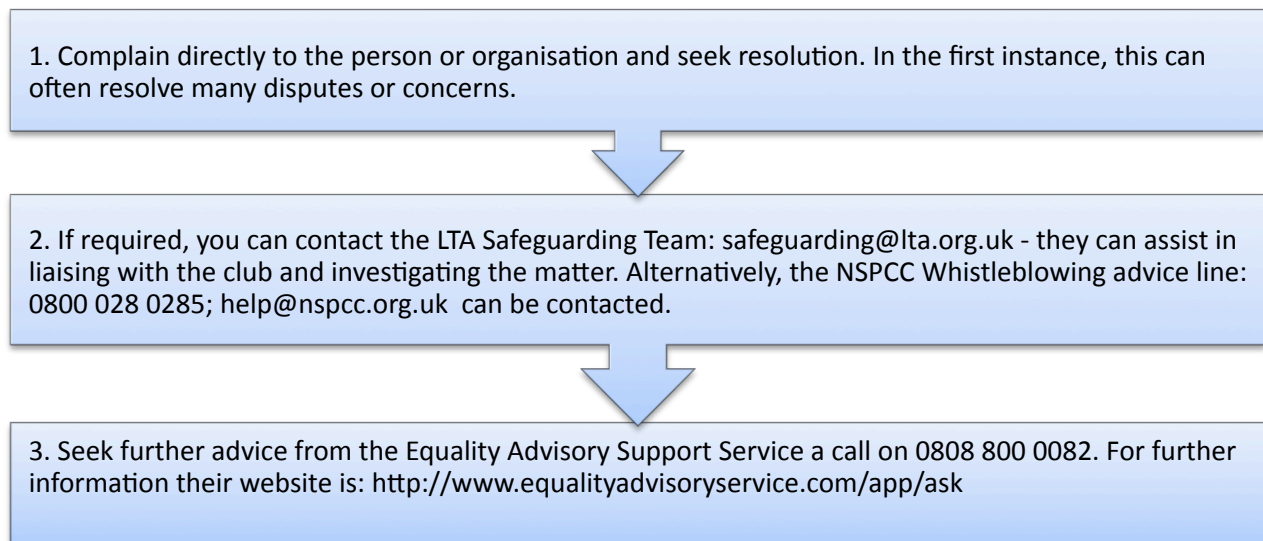 1. Complain directly to the person or organisation and seek resolution. In the first instance, this can
often resolve many disputes or concerns.
2. If required, you can contact the LTA Safeguarding Team: safeguarding@lta.org.uk - they can assist in
liaising with the club and investigating the matter. Alternatively, the NSPCC Whistleblowing advice line:
0800 028 0285; help@nspcc.org.uk  can be contacted.
3. Seek further advice from the Equality Advisory Support Service a call on 0808 800 0082. For further
information their website is: http://www.equalityadvisoryservice.com/app/ask